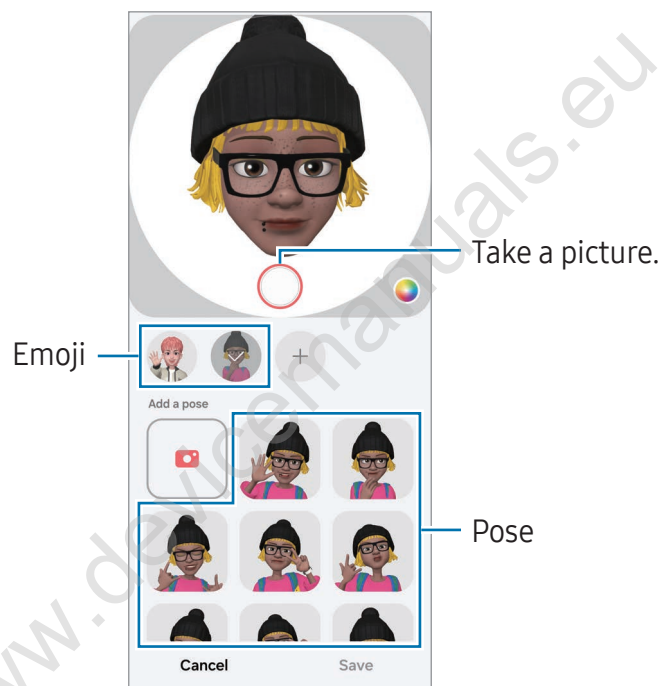 Take a picture.
Emoji
Add a pose
Pose
Cancel
Save
www.devicemanuals.eu